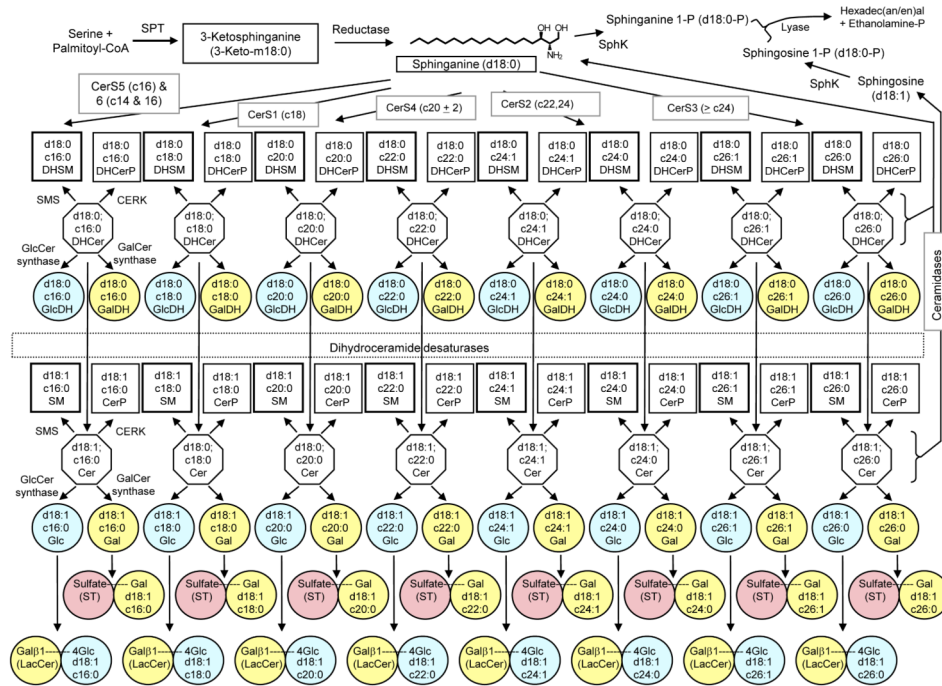 Serine +
Palmitoyl-CoA
SPT
3-Ketosphinganine
(3-Keto-m18:0)
Reductase
OH OH
NH2
Sphinganine (d18:0)
SphK
Sphinganine 1-P (d18:0-P)
Lyase
Hexadec(an/en)al
+ Ethanolamine-P
Sphingosine 1-P (d18:0-P)
SphK
Sphingosine
(d18:1)
CerS5 (c16) &
6 (c14 & 16)
CerS1 (c18)
CerS4 (c20 ± 2)
CerS2 (c22,24)
CerS3 (≥ c24)
d18:0 d18:0 d18:0 d18:0 d18:0 d18:0 d18:0 d18:0 d18:0 d18:0 d18:0 d18:0 d18:0 d18:0 d18:0 d18:0
c16:0 c16:0 c18:0 c18:0 c20:0 c20:0 c22:0 c22:0 c24:1 c24:1 c24:0 c24:0 c26:1 c26:1 c26:0 c26:0
DHSM DHCerP DHSM DHCerP DHSM DHCerP DHSM DHCerP DHSM DHCerP DHSM DHCerP DHSM DHCerP DHSM DHCerP
SMS CERK
d18:0; d18:0; d18:0; d18:0; d18:0; d18:0; d18:0; d18:0;
c16:0 c18:0 c20:0 c22:0 c24:1 c24:0 c26:1 c26:0
DHCer DHCer DHCer DHCer DHCer DHCer DHCer DHCer
GlcCer
synthase
GalCer
synthase
d18:0 d18:0 d18:0 d18:0 d18:0 d18:0 d18:0 d18:0 d18:0 d18:0 d18:0 d18:0 d18:0 d18:0 d18:0 d18:0
c16:0 c16:0 c18:0 c18:0 c20:0 c20:0 c22:0 c22:0 c24:1 c24:1 c24:0 c24:0 c26:1 c26:1 c26:0 c26:0
GlcDH GalDH GlcDH GalDH GlcDH GalDH GlcDH GalDH GlcDH GalDH GlcDH GalDH GlcDH GalDH GlcDH GalDH
Ceramidases
Dihydroceramide desaturases
d18:1 d18:1 d18:1 d18:1 d18:1 d18:1 d18:1 d18:1 d18:1 d18:1 d18:1 d18:1 d18:1 d18:1 d18:1 d18:1
c16:0 c16:0 c18:0 c18:0 c20:0 c20:0 c22:0 c22:0 c24:1 c24:1 c24:0 c24:0 c26:1 c26:1 c26:0 c26:0
SM CerP SM CerP SM CerP SM CerP SM CerP SM CerP SM CerP SM CerP
SMS CERK
d18:1; d18:0; d18:0; d18:1; d18:1; d18:1; d18:1; d18:1;
c16:0 c18:0 c20:0 c22:0 c24:1 c24:0 c26:1 c26:0
Cer Cer Cer Cer Cer Cer Cer Cer
GlcCer
synthase
GalCer
synthase
d18:1 d18:1 d18:1 d18:1 d18:1 d18:1 d18:1 d18:1 d18:1 d18:1 d18:1 d18:1 d18:1 d18:1 d18:1 d18:1
c16:0 c16:0 c18:0 c18:0 c20:0 c20:0 c22:0 c22:0 c24:1 c24:1 c24:0 c24:0 c26:1 c26:1 c26:0 c26:0
Glc Gal Glc Gal Glc Gal Glc Gal Glc Gal Glc Gal Glc Gal Glc Gal
Sulfate Gal Sulfate Gal Sulfate Gal Sulfate Gal Sulfate Gal Sulfate Gal Sulfate Gal Sulfate Gal
(ST) d18:1 (ST) d18:1 (ST) d18:1 (ST) d18:1 (ST) d18:1 (ST) d18:1 (ST) d18:1 (ST) d18:1
c16:0 c18:0 c20:0 c22:0 c24:1 c24:0 c26:1 c26:0
Galβ1 4Glc Galβ1 4Glc Galβ1 4Glc Galβ1 4Glc Galβ1 4Glc Galβ1 4Glc Galβ1 4Glc Galβ1 4Glc
(LacCer) d18:1 (LacCer) d18:1 (LacCer) d18:1 (LacCer) d18:1 (LacCer) d18:1 (LacCer) d18:1 (LacCer) d18:1 (LacCer) d18:1
c16:0 c18:0 c20:0 c22:0 c24:1 c24:0 c26:1 c26:0